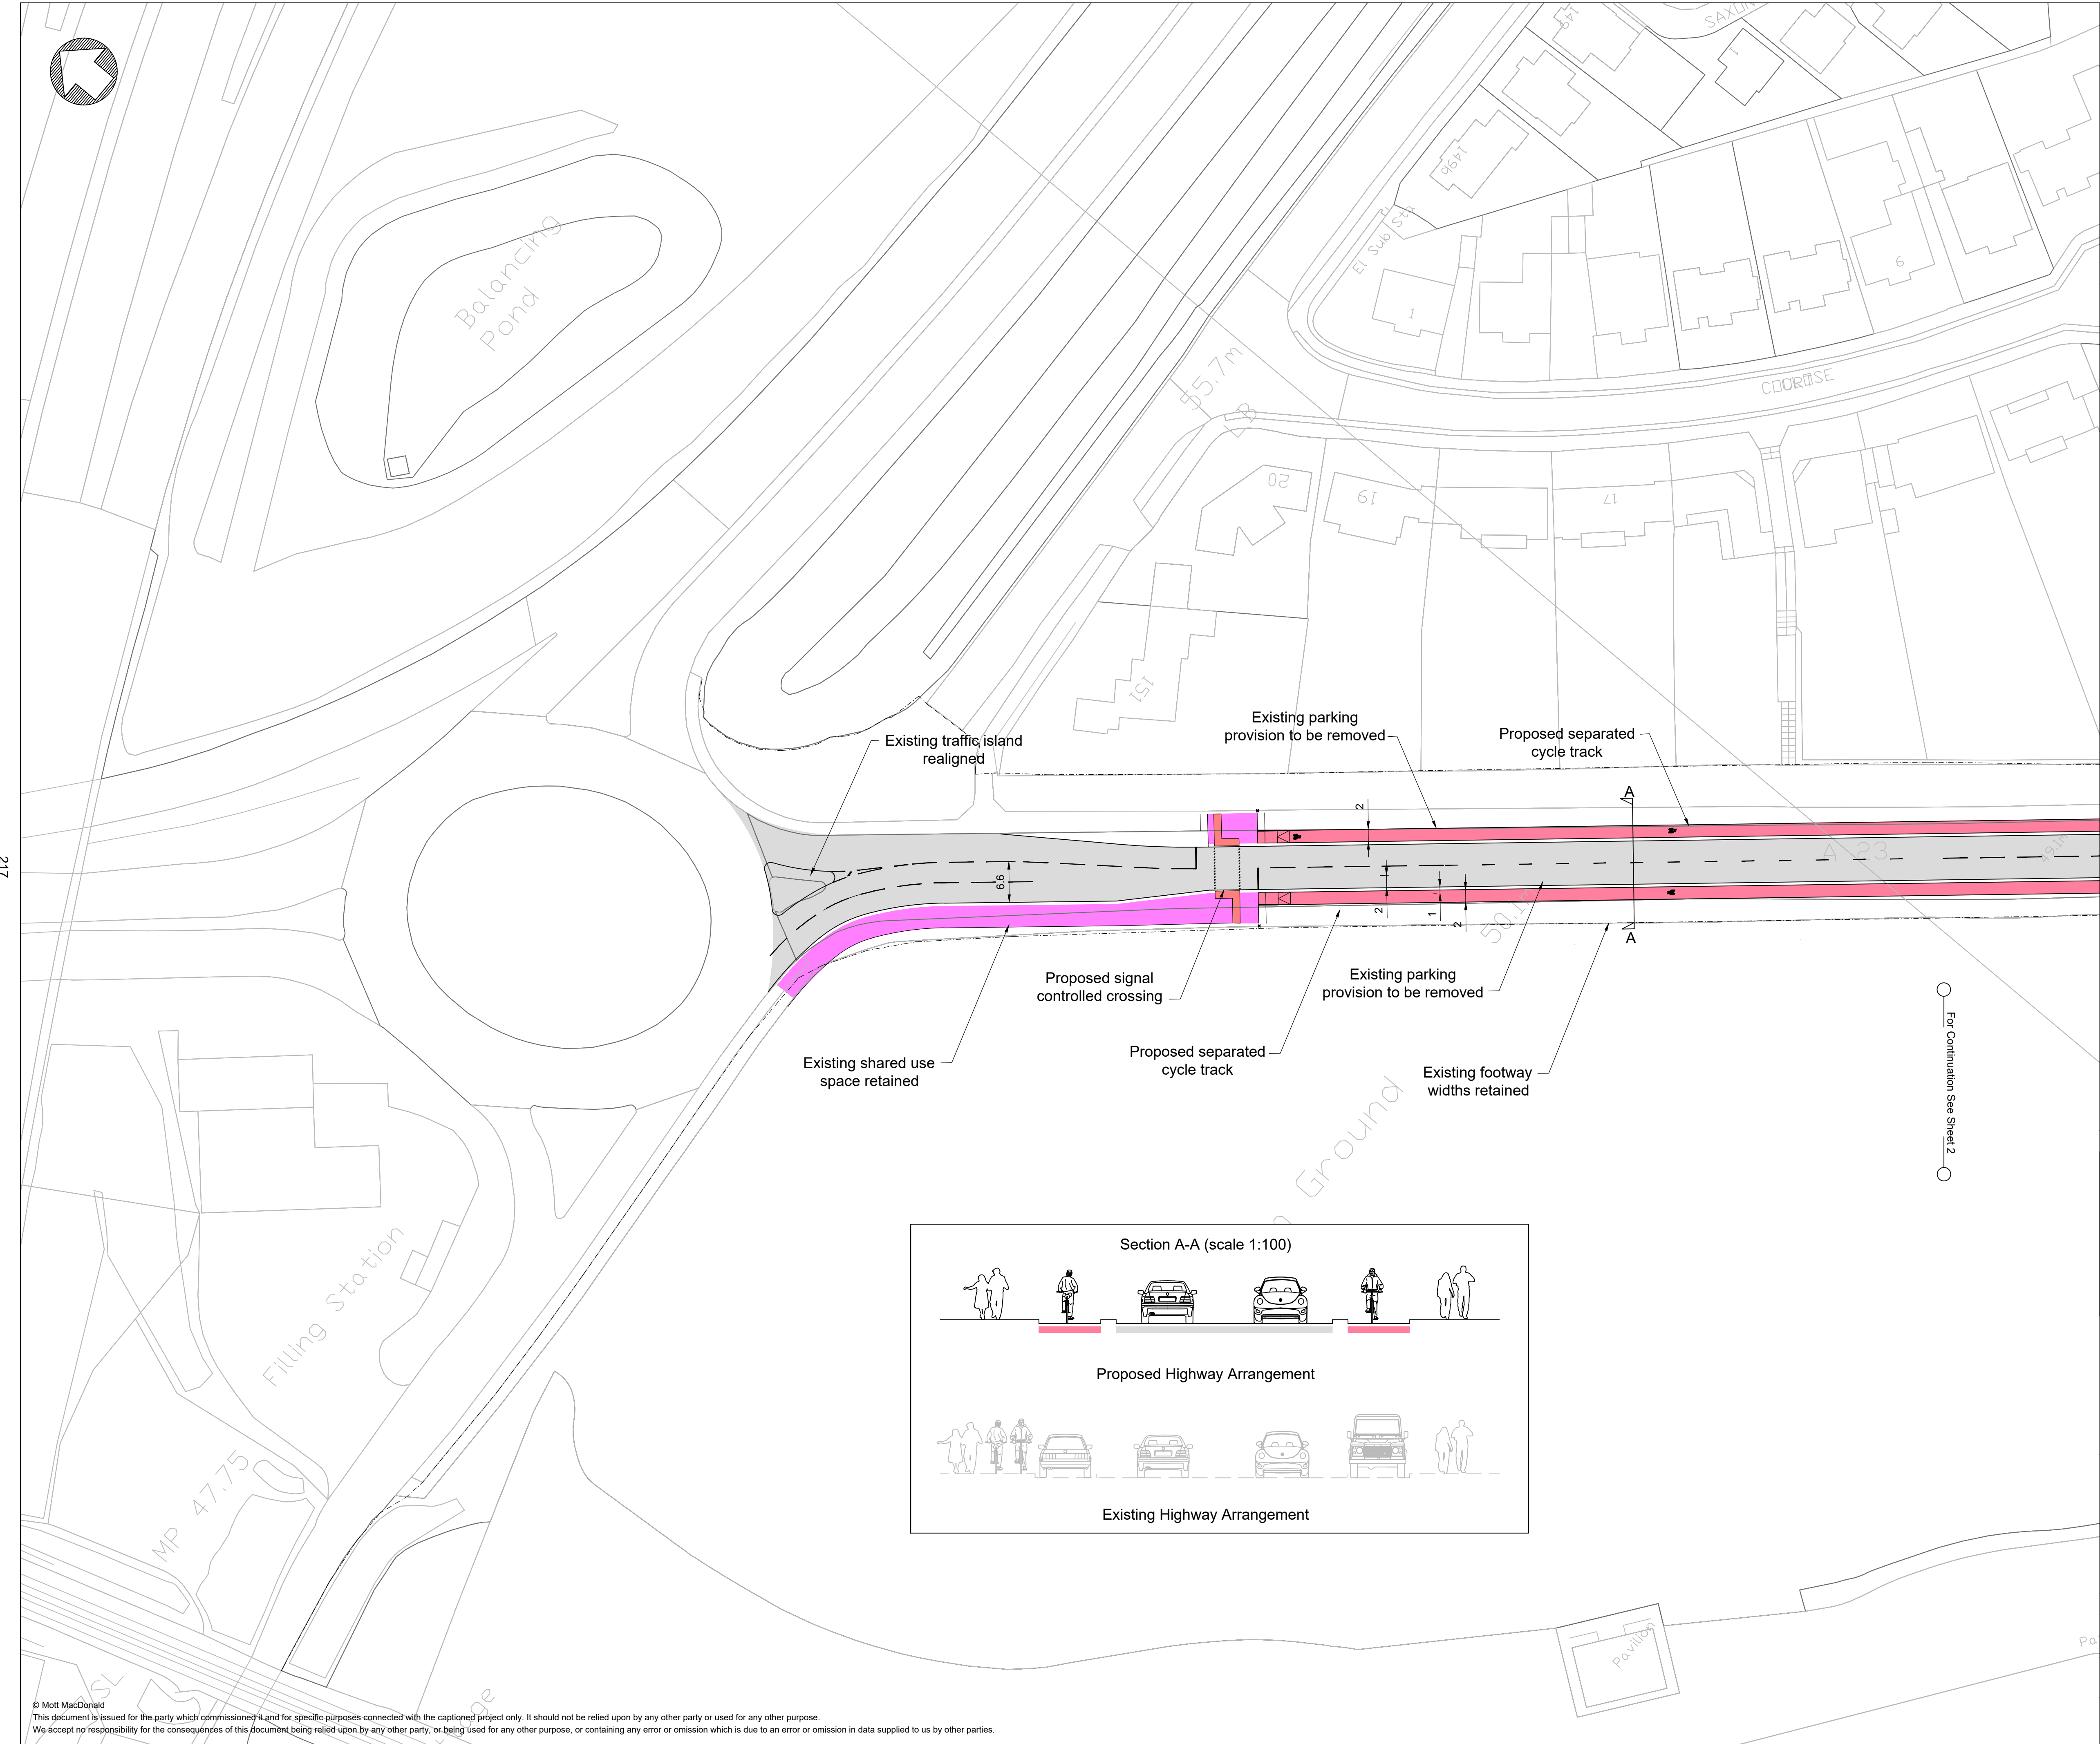 SAXON
149
1
149b
El Sub Sta
1
6
Balancing
Pond
55.7m
LB
20
19
17
151
Existing traffic island
realigned
Existing parking
provision to be removed
Proposed separated
cycle track
A
2
6.6
2
1
2
A 23
49.1m
A
Proposed signal
controlled crossing
Existing parking
provision to be removed
Existing shared use
space retained
Proposed separated
cycle track
Existing footway
widths retained
For Continuation See Sheet 2
217
Ground
Filling Station
MP 47.75
SL
Pavilion
Section A-A (scale 1:100)
Proposed Highway Arrangement
Existing Highway Arrangement
© Mott MacDonald
This document is issued for the party which commissioned it and for specific purposes connected with the captioned project only. It should not be relied upon by any other party or used for any other purpose.
We accept no responsibility for the consequences of this document being relied upon by any other party, or being used for any other purpose, or containing any error or omission which is due to an error or omission in data supplied to us by other parties.